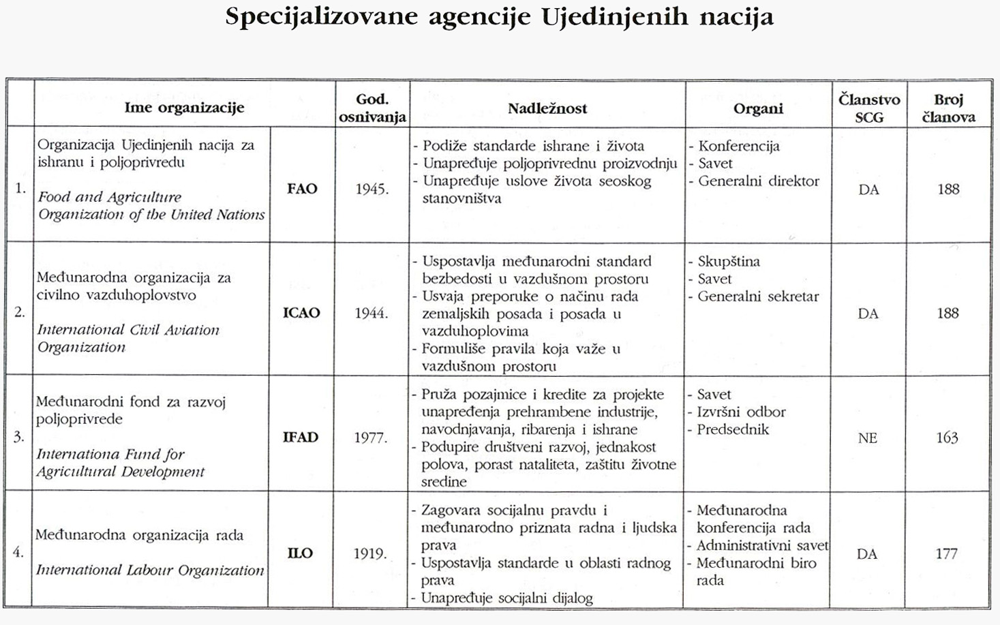 Specijalizovane agencije Ujedinjenih nacija
Ime organizacije
God.
osnivanja
Nadležnost
Organi
Članstvo
SCG
Broj
članova
1.
Organizacija Ujedinjenih nacija za
ishranu i poljoprivredu
Food and Agriculture
Organization of the United Nations
FAO
1945.
- Podiže standarde ishrane i života
- Unapređuje poljoprivrednu proizvodnju
- Unapređuje uslove života seoskog
stanovništva
- Konferencija
- Savet
- Generalni direktor
DA
188
2.
Međunarodna organizacija za
civilno vazduhoplovstvo
International Civil Aviation
Organization
ICAO
1944.
- Uspostavlja međunarodni standard
bezbedosti u vazdušnom prostoru
- Usvaja preporuke o načinu rada
zemaljskih posada i posada u
vazduhoplovima
- Formuliše pravila koja važe u
vazdušnom prostoru
- Skupština
- Savet
- Generalni sekretar
DA
188
3.
Međunarodni fond za razvoj
poljoprivrede
Internationa Fund for
Agricultural Development
IFAD
1977.
- Pruža pozajmice i kredite za projekte
unapređenja prehrambene industrije,
navodnjavanja, ribarenja i ishrane
- Podupire društveni razvoj, jednakost
polova, porast nataliteta, zaštitu životne
sredine
- Savet
- Izvršni odbor
- Predsednik
NE
163
4.
Međunarodna organizacija rada
International Labour Organization
ILO
1919.
- Zagovara socijalnu pravdu i
međunarodno priznata radna i ljudska
prava
- Uspostavlja standarde u oblasti radnog
prava
- Unapređuje socijalni dijalog
- Međunarodna
konferencija rada
- Administrativni savet
- Međunarodni biro
rada
DA
177